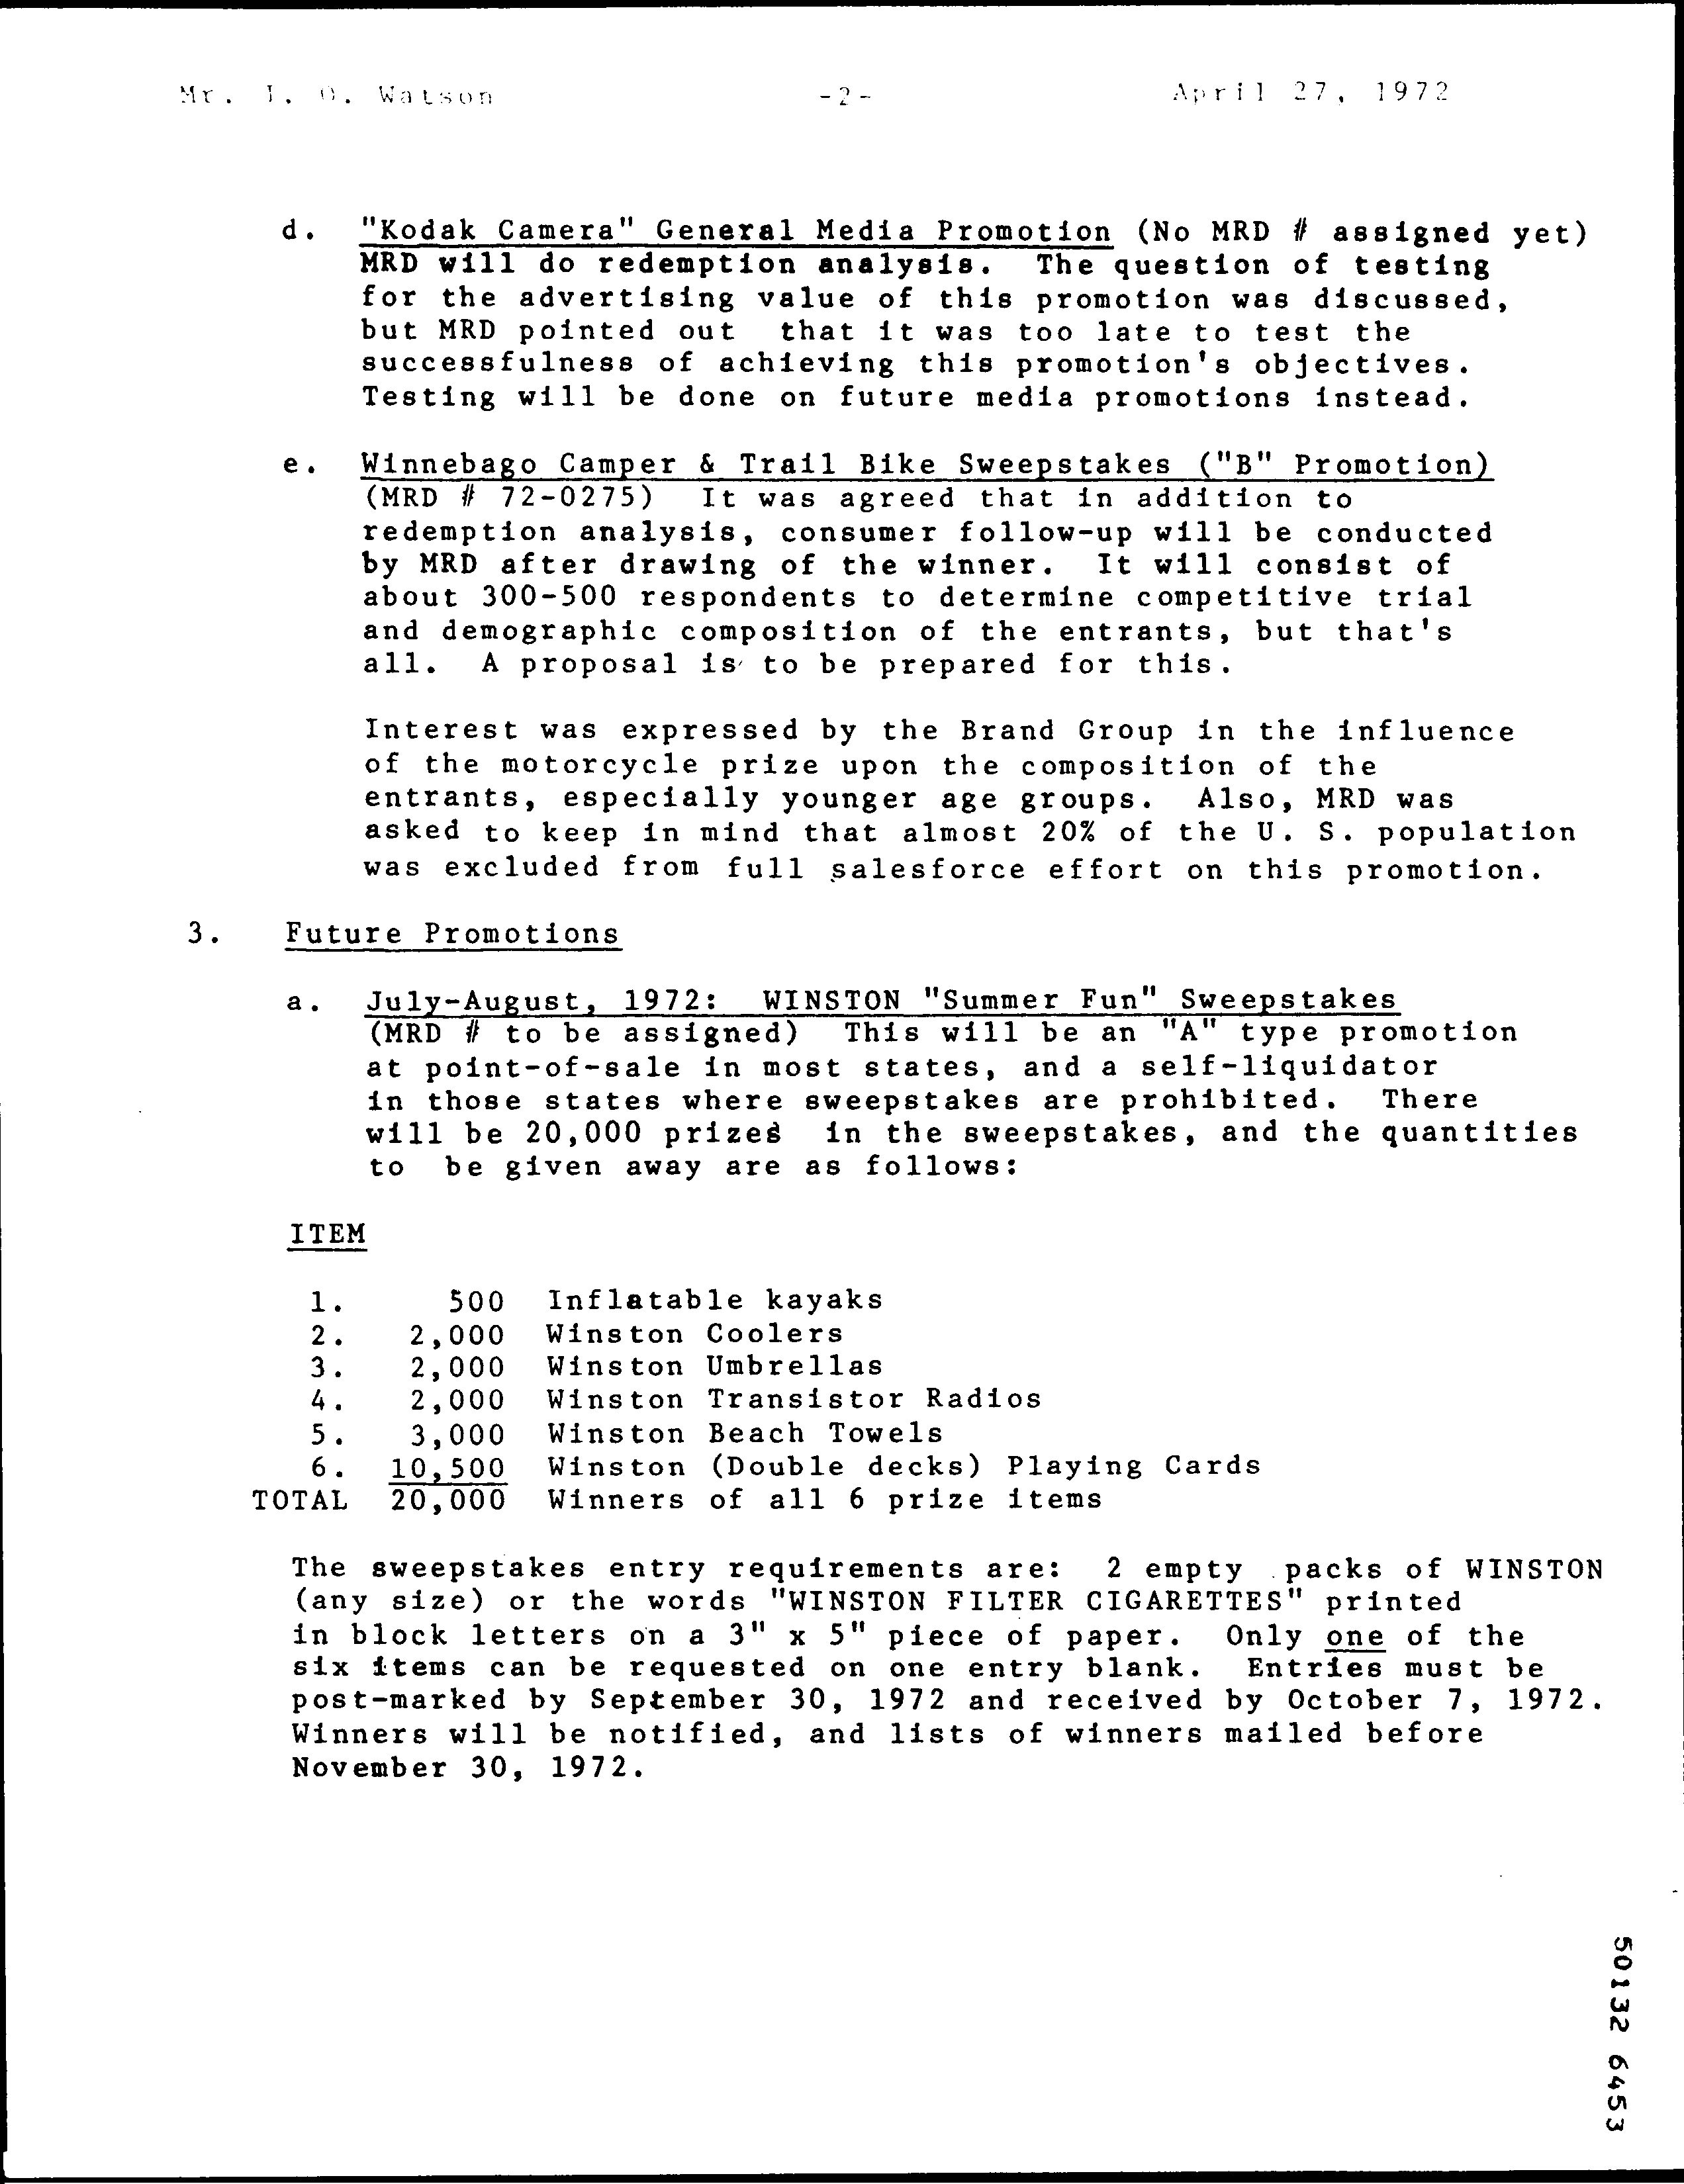 Mr. J. O. Watson -2- April 27, 1972
d. "Kodak Camera" General Media Promotion (No MRD # assigned yet)
MRD will do redemption analysis. The question of testing
for the advertising value of this promotion was discussed,
but MRD pointed out that it was too late to test the
successfulness of achieving this promotion's objectives.
Testing will be done on future media promotions instead.
e. Winnebago Camper & Trail Bike Sweepstakes ("B" Promotion)
(MRD # 72-0275) It was agreed that in addition to
redemption analysis, consumer follow-up will be conducted
by MRD after drawing of the winner. It will consist of
about 300-500 respondents to determine competitive trial
and demographic composition of the entrants, but that's
all. A proposal is to be prepared for this.
Interest was expressed by the Brand Group in the influence
of the motorcycle prize upon the composition of the
entrants, especially younger age groups. Also, MRD was
asked to keep in mind that almost 20% of the U. S. population
was excluded from full salesforce effort on this promotion.
3. Future Promotions
a. July-August, 1972: WINSTON "Summer Fun" Sweepstakes
(MRD # to be assigned) This will be an "A" type promotion
at point-of-sale in most states, and a self-liquidator
in those states where sweepstakes are prohibited. There
will be 20,000 prizes in the sweepstakes, and the quantities
to be given away are as follows:
ITEM
1. 500 Inflatable kayaks
2. 2,000 Winston Coolers
3. 2,000 Winston Umbrellas
4. 2,000 Winston Transistor Radios
5. 3,000 Winston Beach Towels
6. 10,500 Winston (Double decks) Playing Cards
TOTAL 20,000 Winners of all 6 prize items
The sweepstakes entry requirements are: 2 empty packs of WINSTON
(any size) or the words "WINSTON FILTER CIGARETTES" printed
in block letters on a 3" x 5" piece of paper. Only one of the
six items can be requested on one entry blank. Entries must be
post-marked by September 30, 1972 and received by October 7, 1972.
Winners will be notified, and lists of winners mailed before
November 30, 1972.
50132 6453